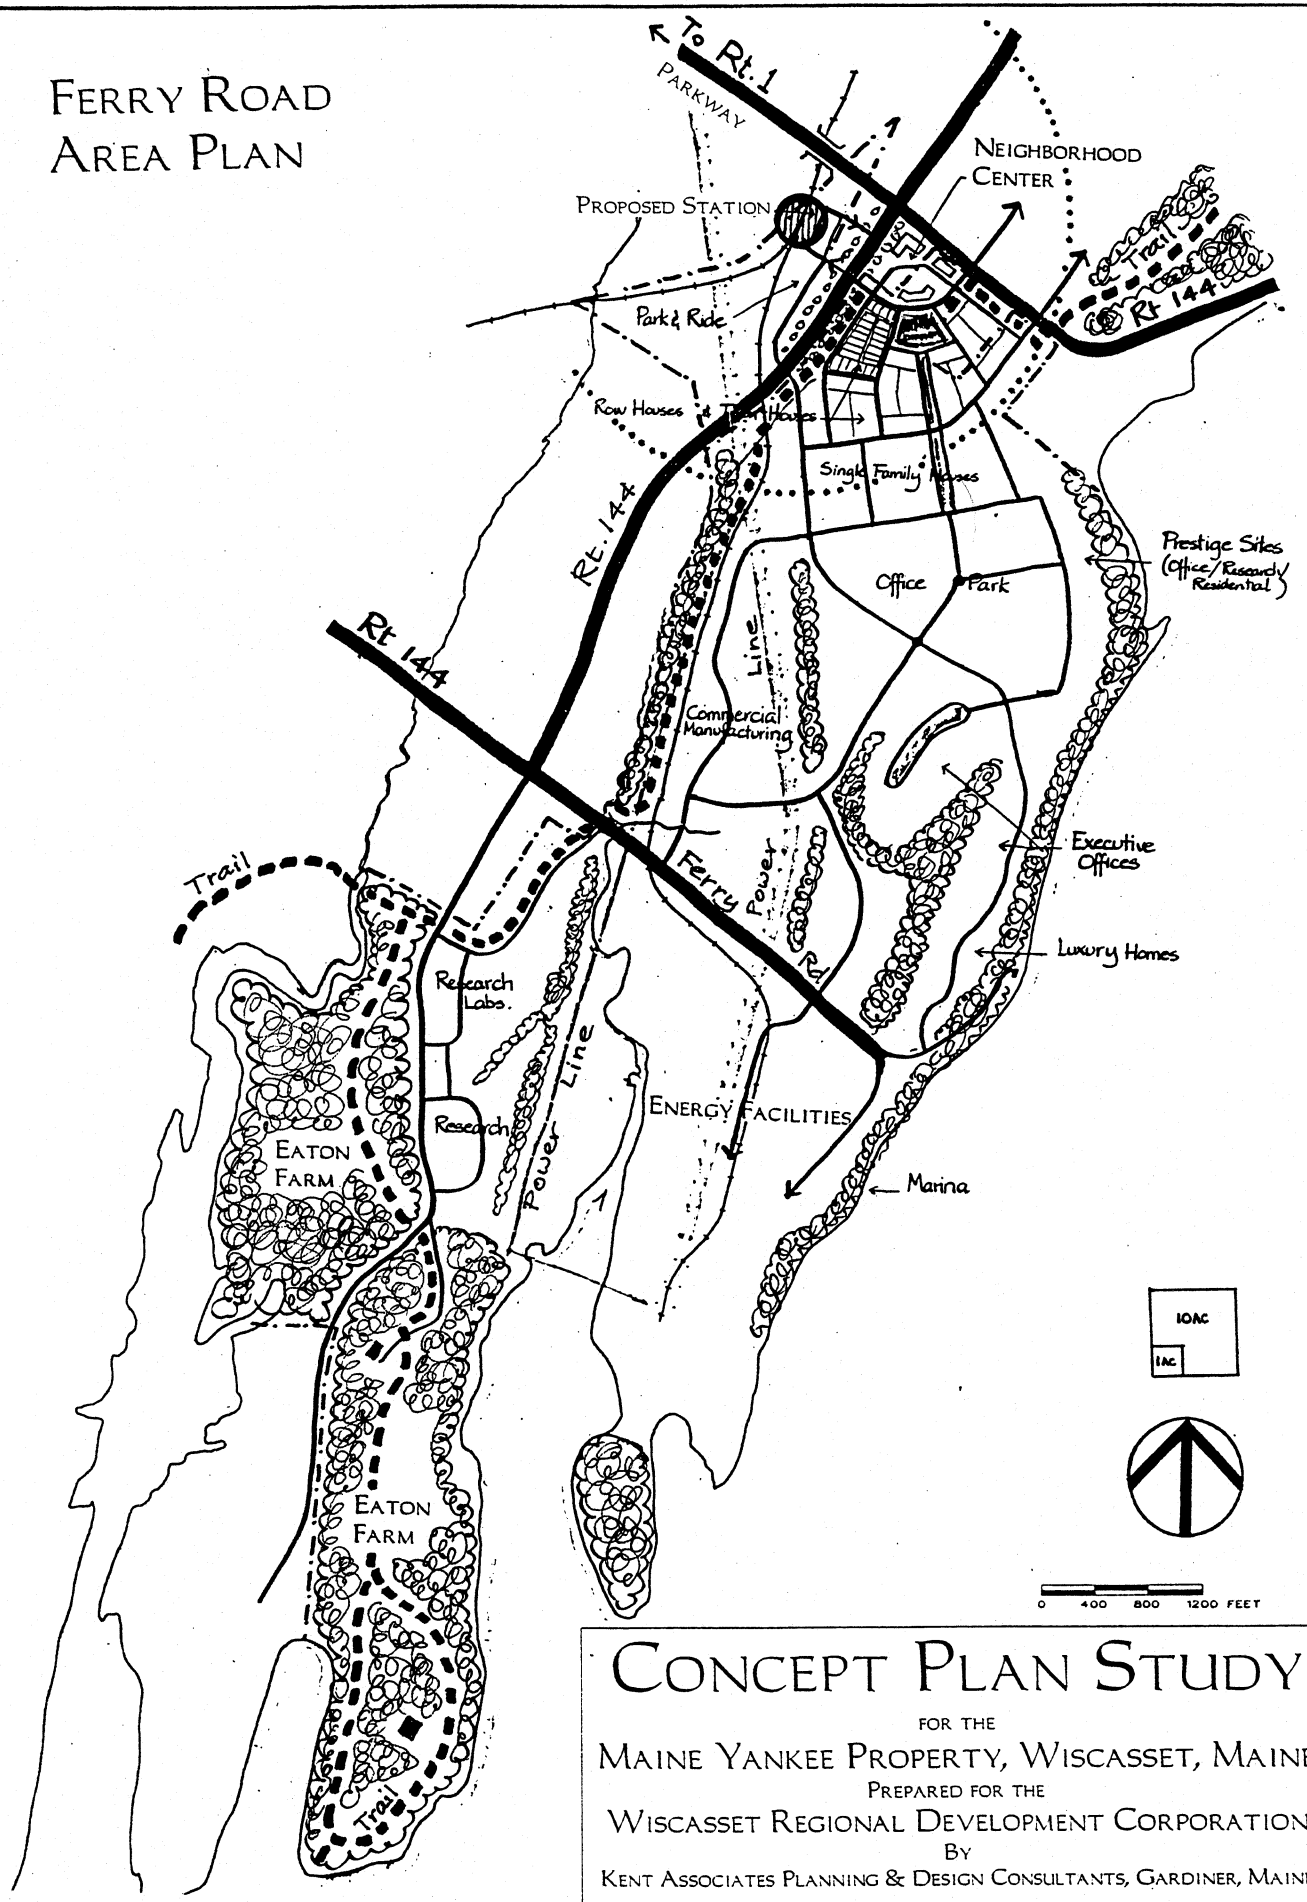 FERRY ROAD
AREA PLAN
To Rt. 1
PARKWAY
NEIGHBORHOOD
CENTER
PROPOSED STATION
Trail
Rt 144
Park & Ride
Row Houses & Town Houses
Single Family Houses
Rt. 144
Prestige Sites
(Office/Research/
Residential)
Office Park
Line
Rt 144
Commercial
Manufacturing
Executive
Offices
Ferry
Power
Rd.
Trail
Luxury Homes
Research
Labs.
Line
ENERGY FACILITIES
Research
Power
EATON
FARM
Marina
10AC
1AC
EATON
FARM
0 400 800 1200 FEET
Trail
CONCEPT PLAN STUDY
FOR THE
MAINE YANKEE PROPERTY, WISCASSET, MAINE
PREPARED FOR THE
WISCASSET REGIONAL DEVELOPMENT CORPORATION
BY
KENT ASSOCIATES PLANNING & DESIGN CONSULTANTS, GARDINER, MAINE